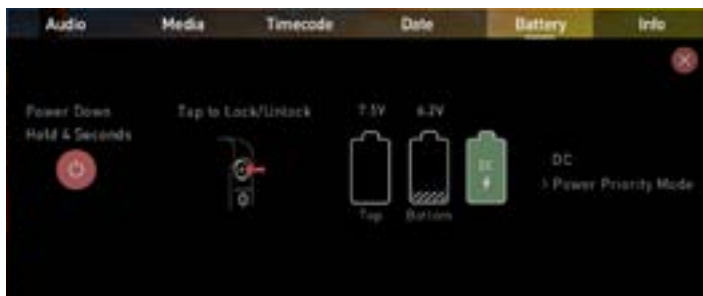 Audio Media Timecode Date Battery Info
Power Down
Hold 4 Seconds
Tap to Lock/Unlock
7.5V 6.2V
DC
Top Bottom
DC
› Power Priority Mode